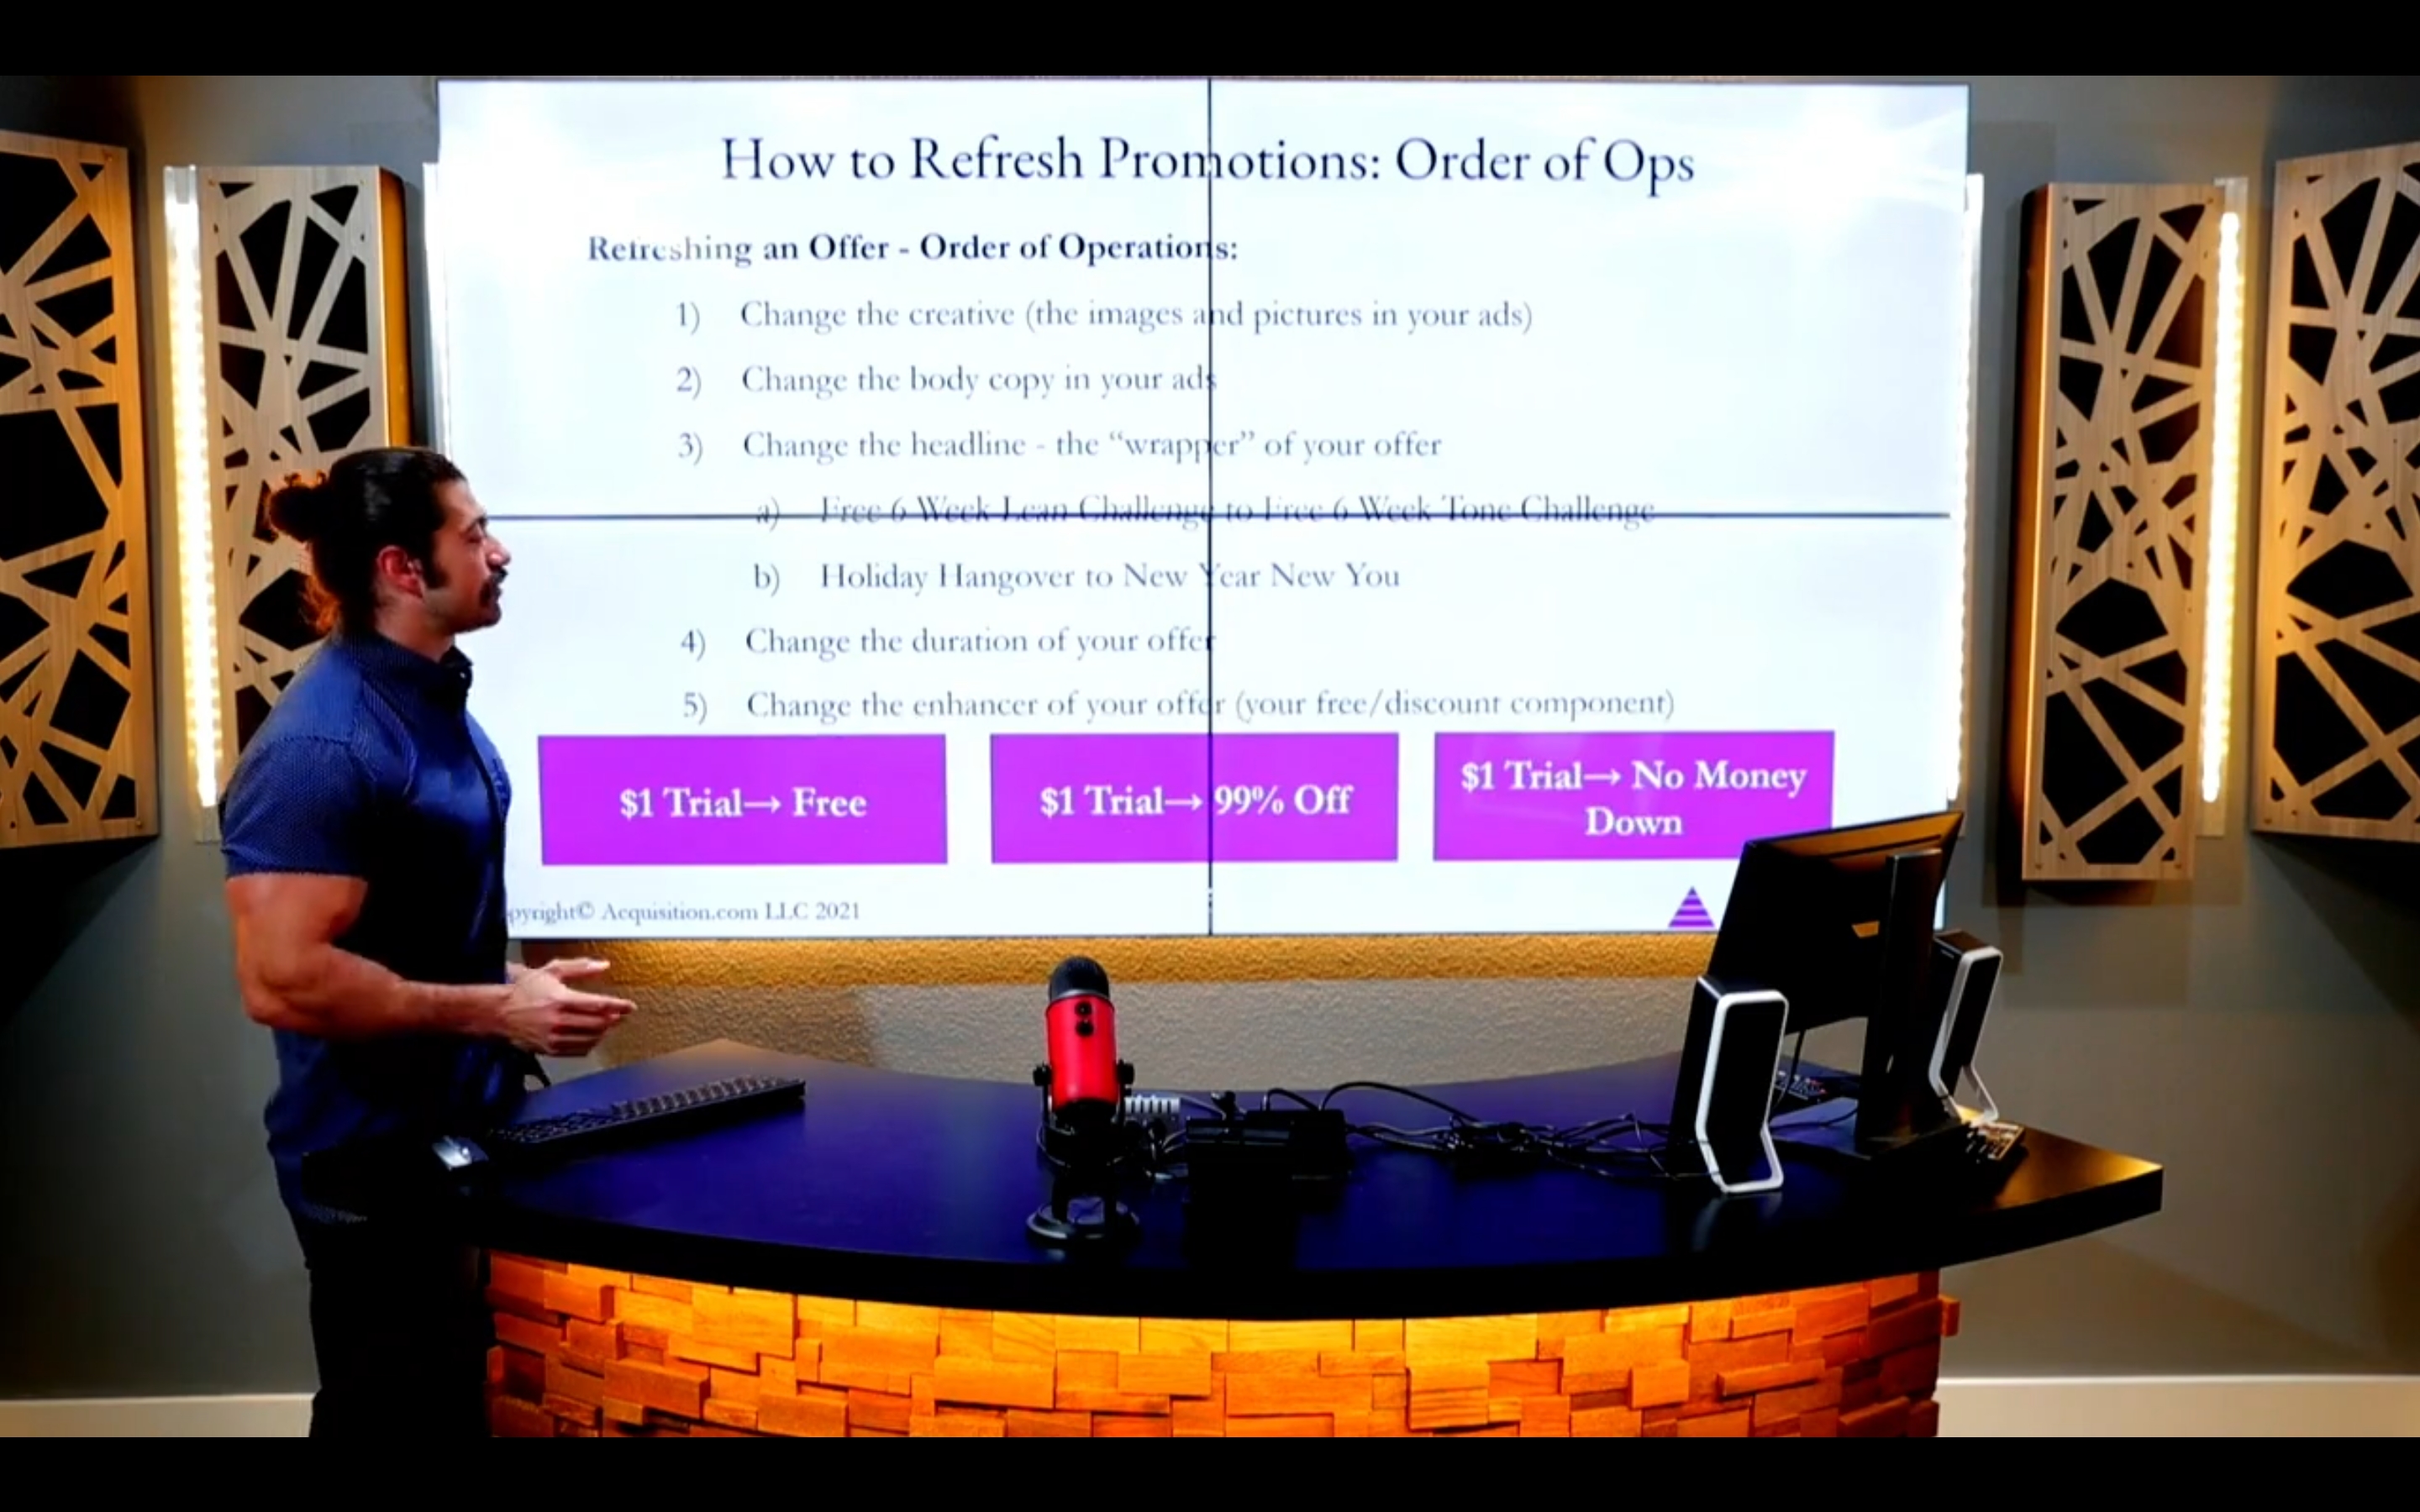 How to Refresh Promotions: Order of Ops
Refreshing an Offer - Order of Operations:
1) Change the creative (the images and pictures in your ads)
2) Change the body copy in your ads
3) Change the headline - the “wrapper” of your offer
a) Free 6 Week Lean Challenge to Free 6 Week Tone Challenge
b) Holiday Hangover to New Year New You
4) Change the duration of your offer
5) Change the enhancer of your offer (your free/discount component)
$1 Trial→ Free
$1 Trial→ 99% Off
$1 Trial→ No Money
Down
pyright© Acquisition.com LLC 2021